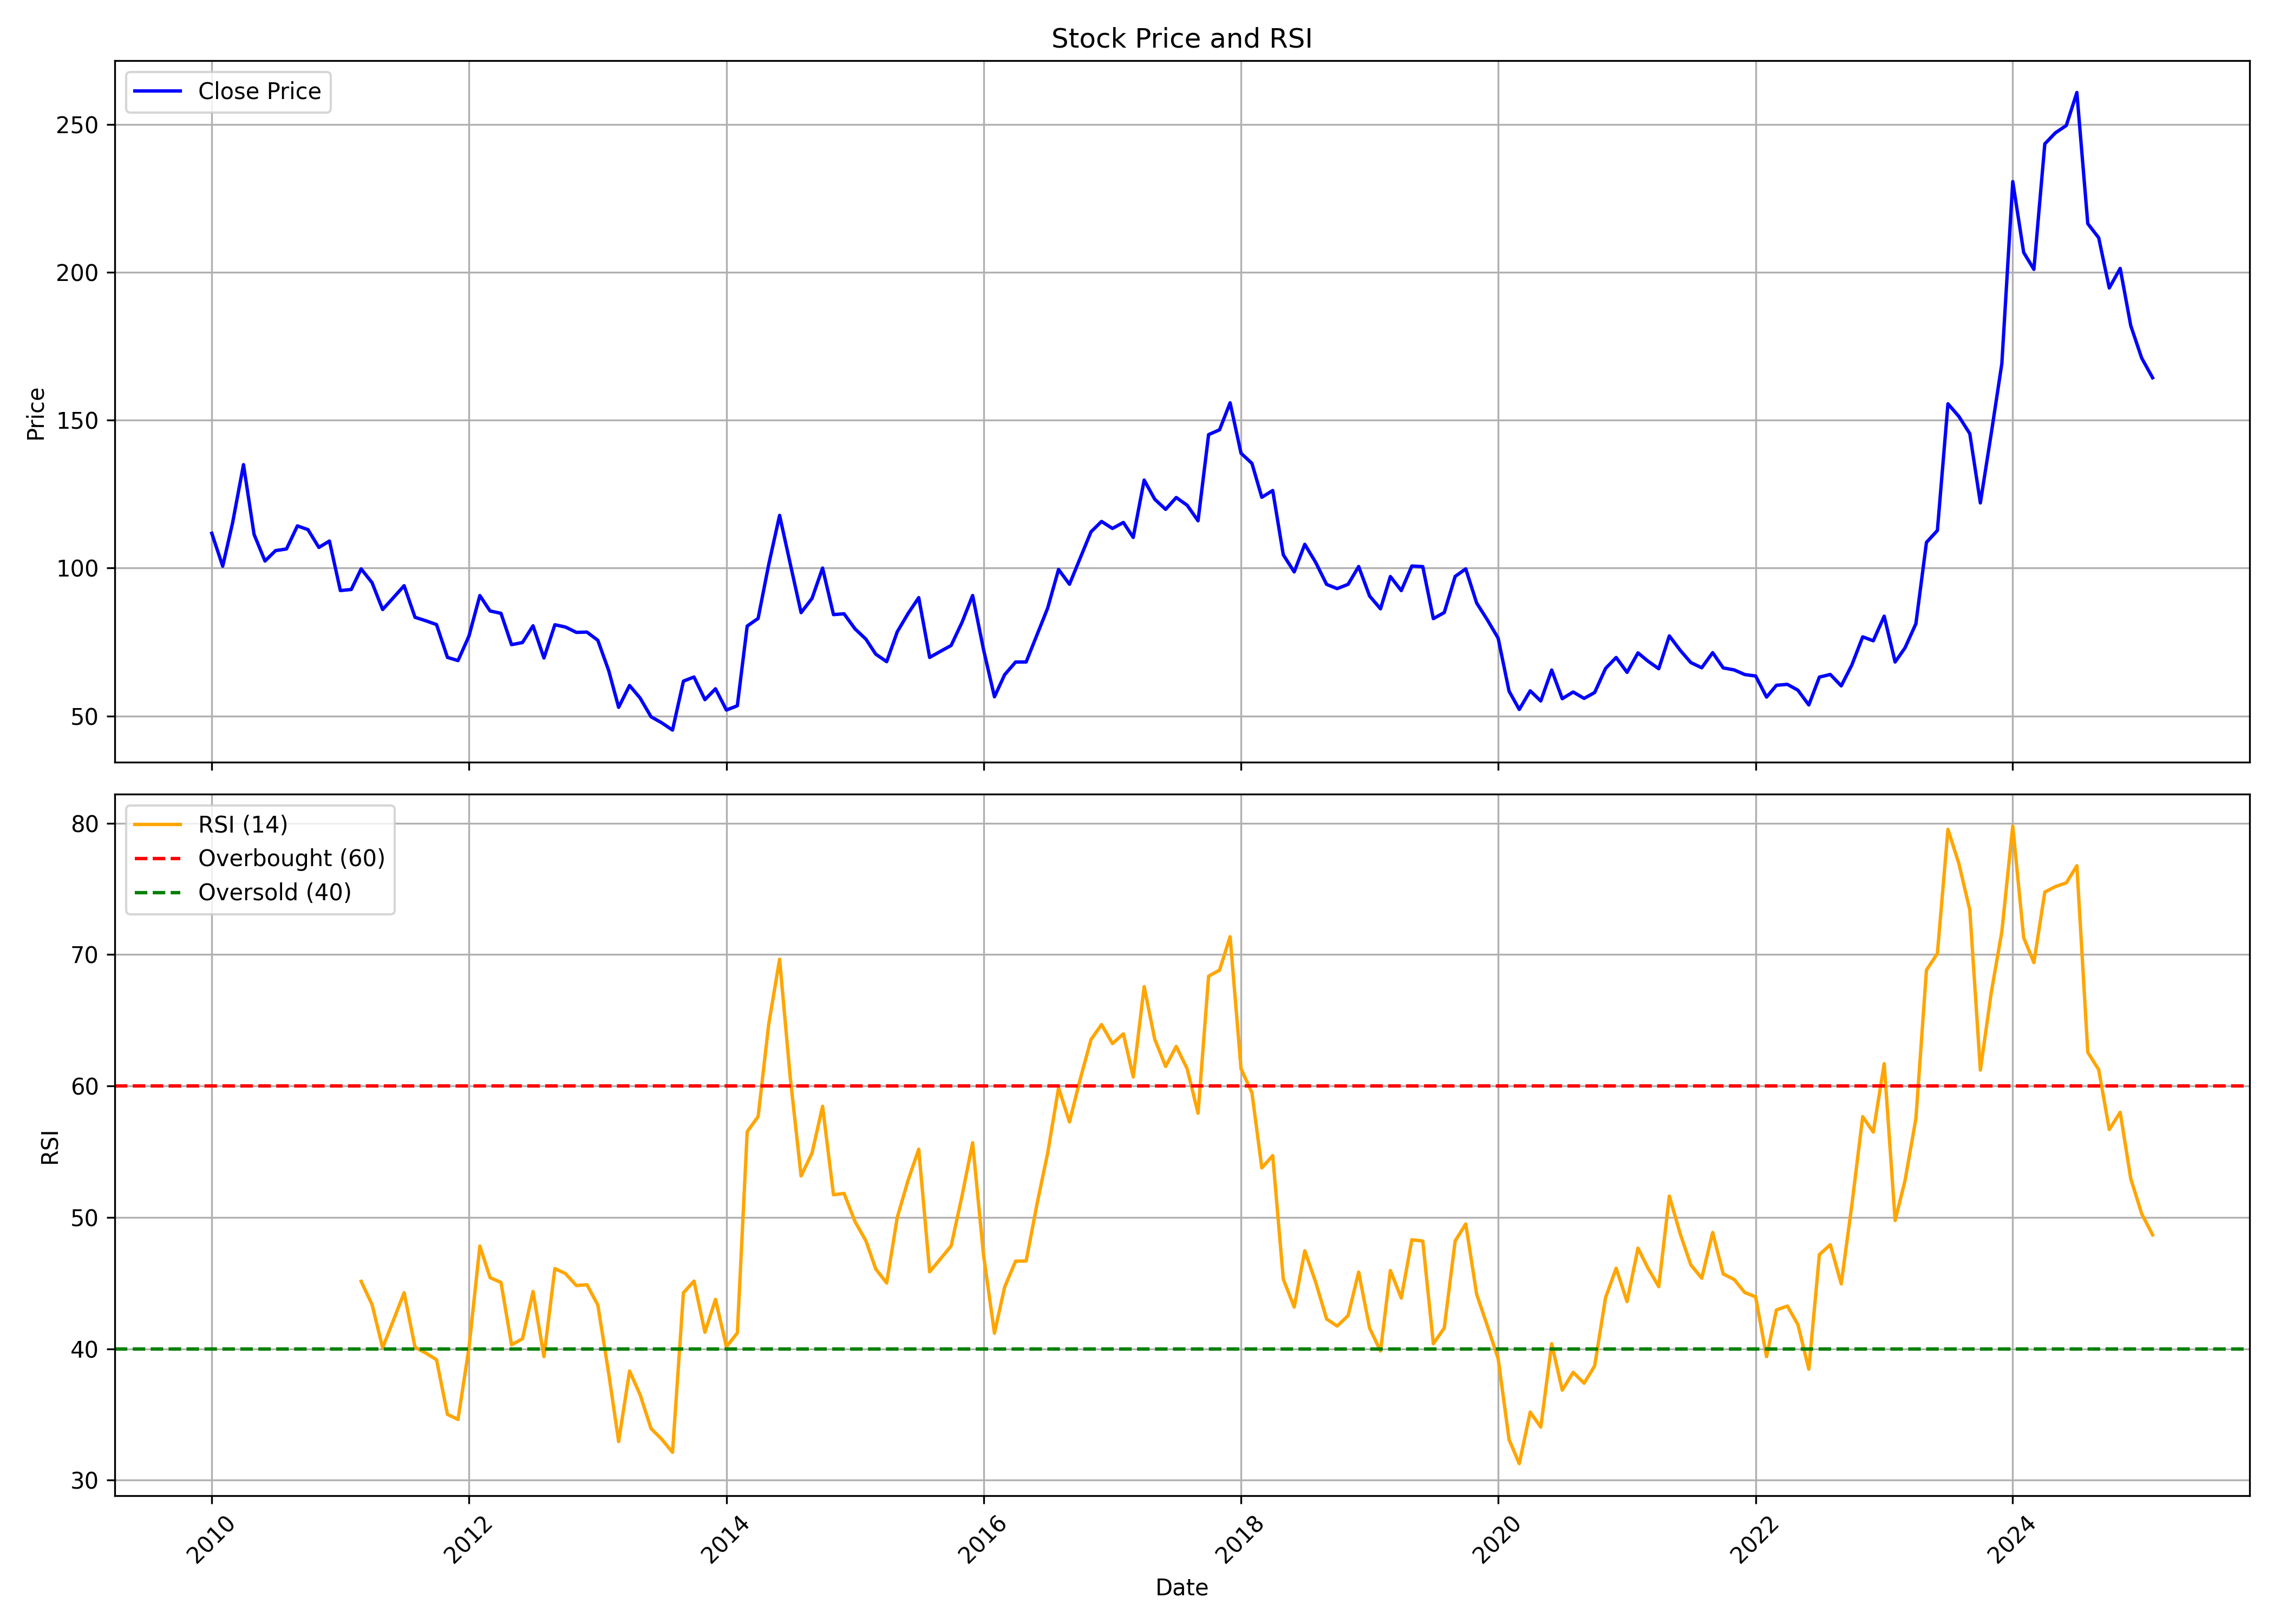 Stock Price and RSI
Close Price
250
200
150
100
50
Price
RSI (14)
Overbought (60)
Oversold (40)
80
70
60
50
40
30
RSI
2010
2012
2014
2016
2018
2020
2022
2024
Date